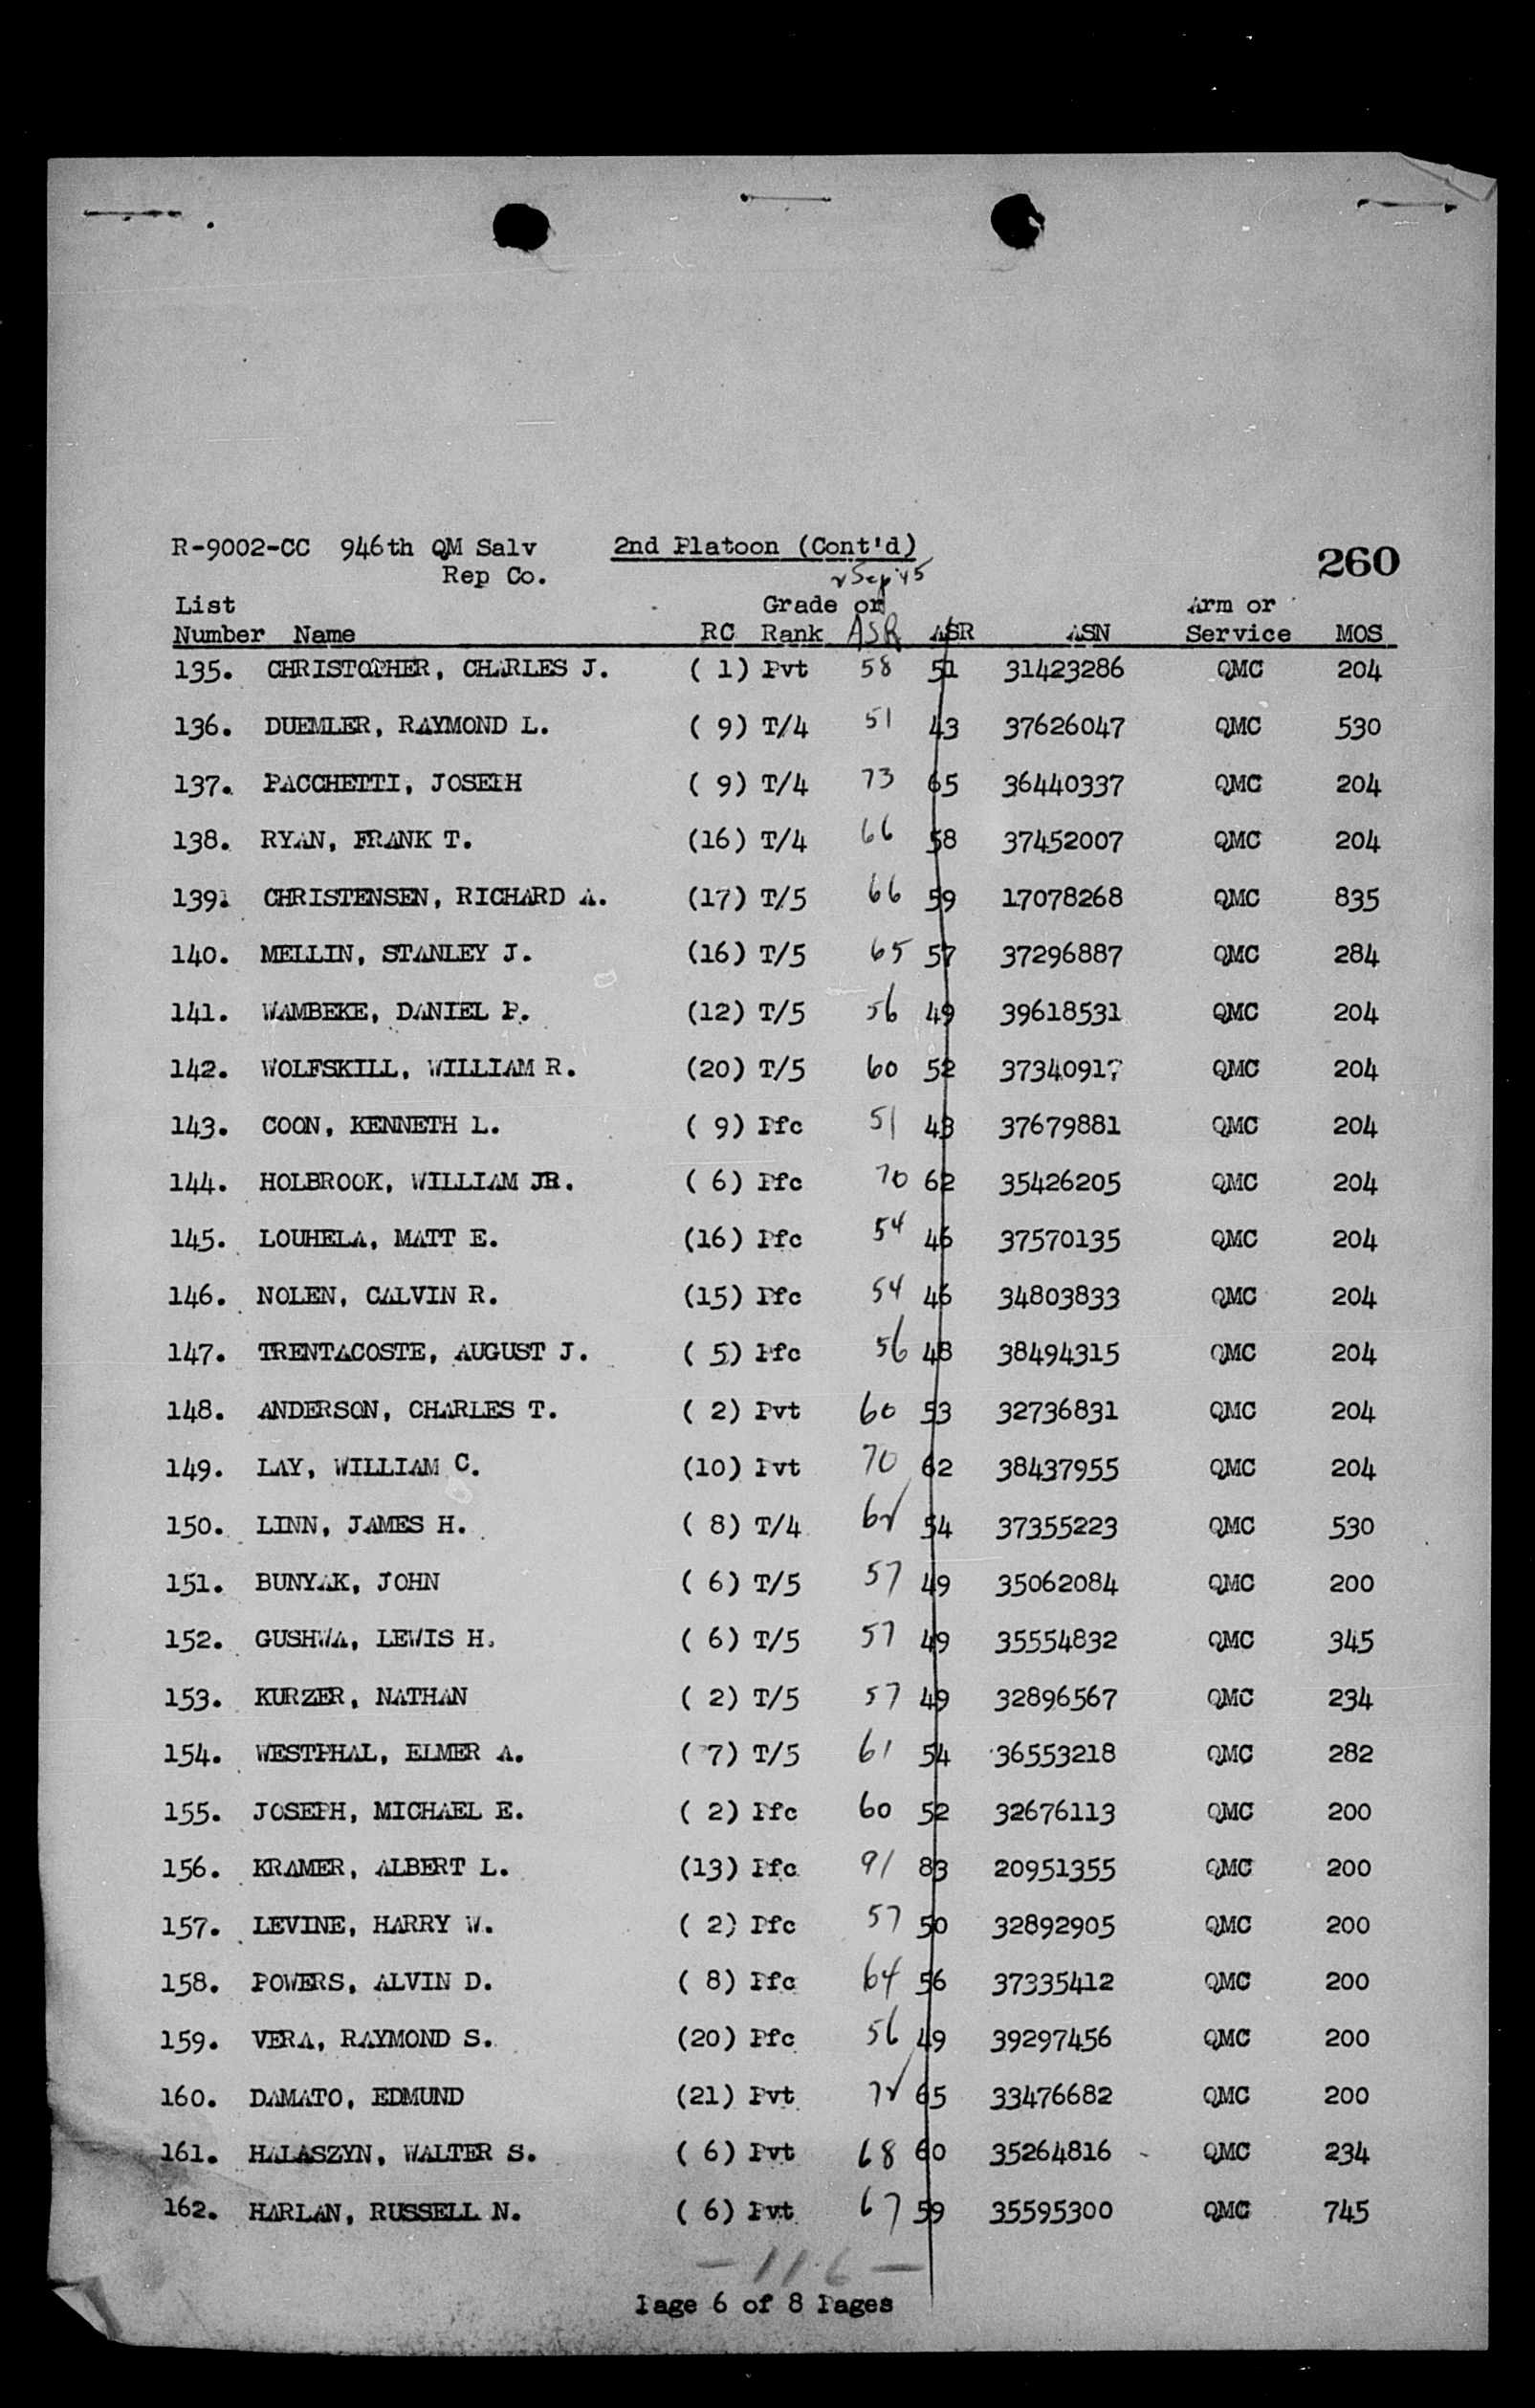 R-9002-CC 946th QM Salv 2nd Platoon (Cont'd) 260
Rep Co. 2 Sep 45
List Grade or Arm or
Number Name RC Rank ASR ASR ASN Service MOS
135. CHRISTOPHER, CHARLES J. ( 1) Pvt 58 51 31423286 QMC 204
136. DUEMLER, RAYMOND L. ( 9) T/4 51 43 37626047 QMC 530
137. PACCHETTI, JOSEPH ( 9) T/4 73 65 36440337 QMC 204
138. RYAN, FRANK T. (16) T/4 66 58 37452007 QMC 204
139. CHRISTENSEN, RICHARD A. (17) T/5 66 59 17078268 QMC 835
140. MELLIN, STANLEY J. (16) T/5 65 57 37296887 QMC 284
141. WAMBEKE, DANIEL P. (12) T/5 56 49 39618531 QMC 204
142. WOLFSKILL, WILLIAM R. (20) T/5 60 52 37340917 QMC 204
143. COON, KENNETH L. ( 9) Pfc 51 43 37679881 QMC 204
144. HOLBROOK, WILLIAM JR. ( 6) Pfc 70 62 35426205 QMC 204
145. LOUHELA, MATT E. (16) Pfc 54 46 37570135 QMC 204
146. NOLEN, CALVIN R. (15) Pfc 54 46 34803833 QMC 204
147. TRENTACOSTE, AUGUST J. ( 5) Pfc 56 48 38494315 QMC 204
148. ANDERSON, CHARLES T. ( 2) Pvt 60 53 32736831 QMC 204
149. LAY, WILLIAM C. (10) Pvt 70 62 38437955 QMC 204
150. LINN, JAMES H. ( 8) T/4 62 54 37355223 QMC 530
151. BUNYAK, JOHN ( 6) T/5 57 49 35062084 QMC 200
152. GUSHWA, LEWIS H. ( 6) T/5 57 49 35554832 QMC 345
153. KURZER, NATHAN ( 2) T/5 57 49 32896567 QMC 234
154. WESTPHAL, ELMER A. ( 7) T/5 61 54 36553218 QMC 282
155. JOSEPH, MICHAEL E. ( 2) Pfc 60 52 32676113 QMC 200
156. KRAMER, ALBERT L. (13) Pfc 91 83 20951355 QMC 200
157. LEVINE, HARRY W. ( 2) Pfc 57 50 32892905 QMC 200
158. POWERS, ALVIN D. ( 8) Pfc 64 56 37335412 QMC 200
159. VERA, RAYMOND S. (20) Pfc 56 49 39297456 QMC 200
160. DAMATO, EDMUND (21) Pvt 72 65 33476682 QMC 200
161. HALASZYN, WALTER S. ( 6) Pvt 68 60 35264816 QMC 234
162. HARLAN, RUSSELL N. ( 6) Pvt 67 59 35595300 QMC 745
- 116 -
Page 6 of 8 Pages